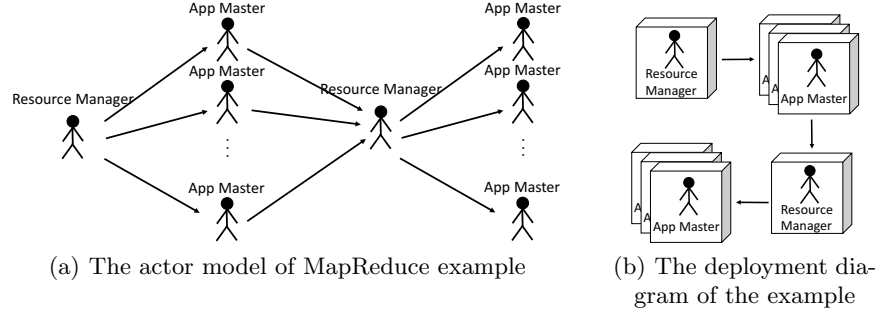 App Master
App Master
Resource Manager
App Master
App Master
App Master
Resource Manager
App Master
⋮
App Master
⋮
(a) The actor model of MapReduce example
Resource
Manager
A
A
App Master
A
A
App Master
Resource
Manager
(b) The deployment dia-
gram of the example